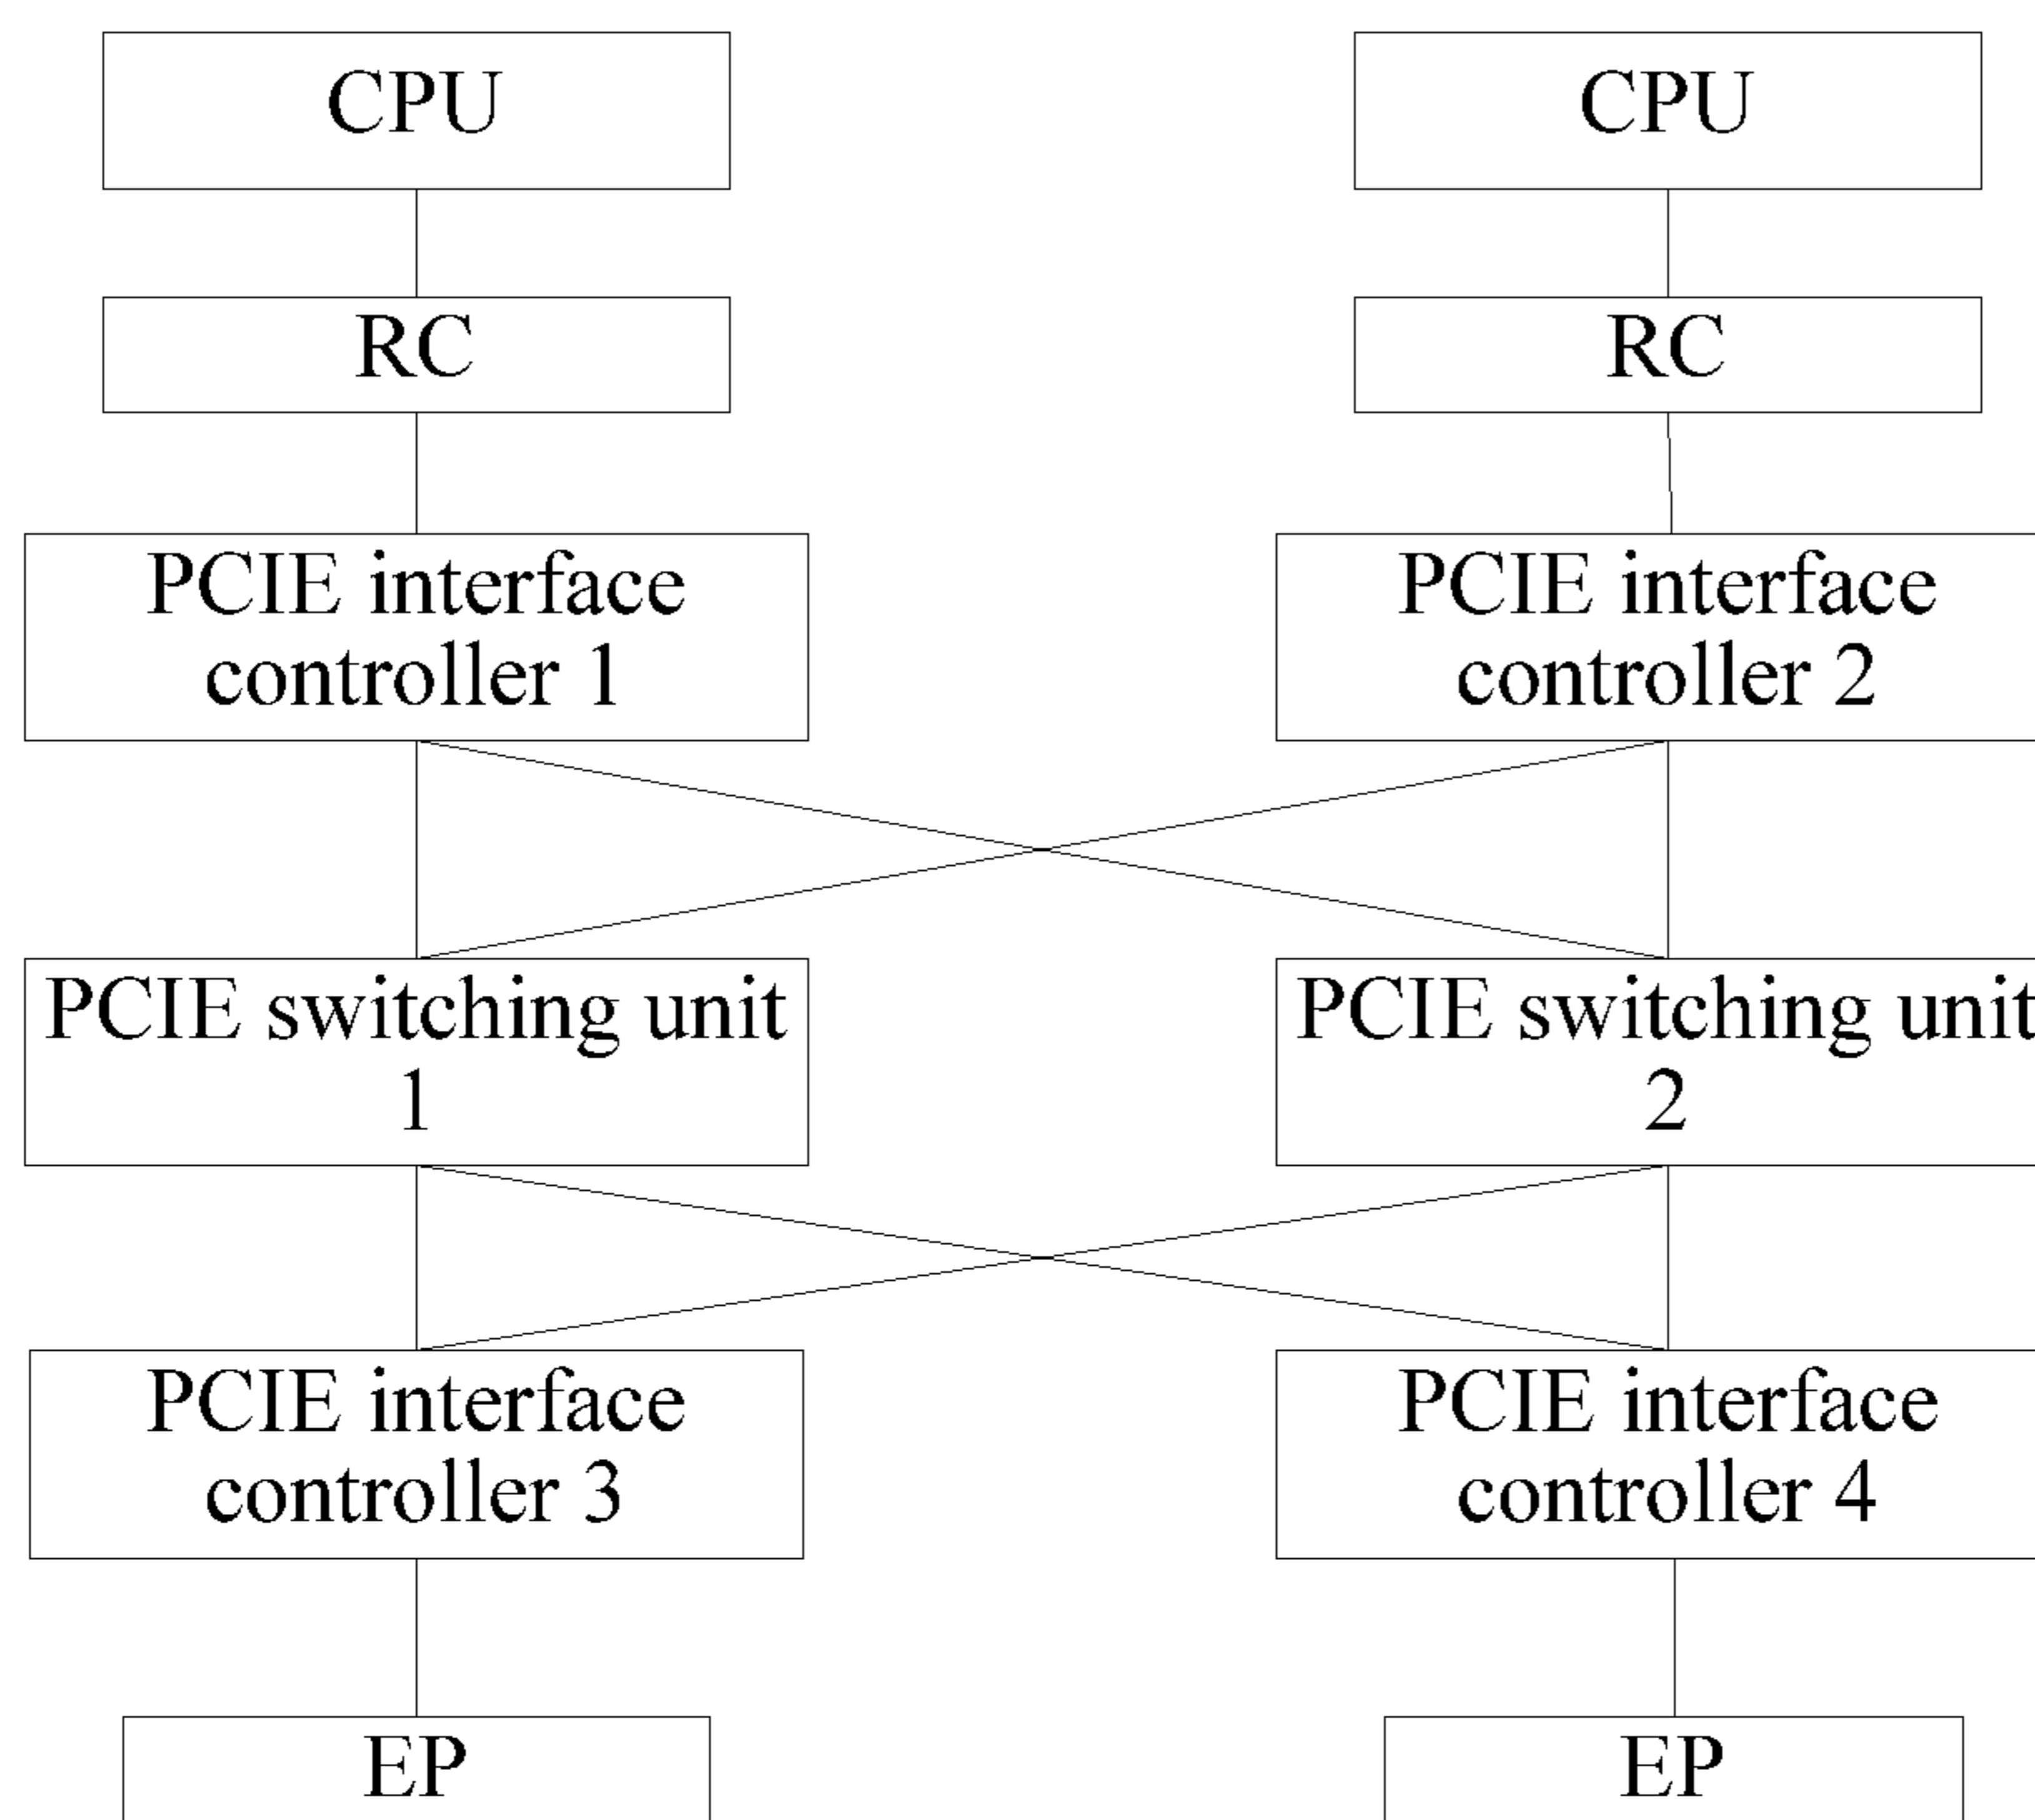 CPU
CPU
RC
RC
PCIE interface
controller 1
PCIE interface
controller 2
PCIE switching unit
1
PCIE switching unit
2
PCIE interface
controller 3
PCIE interface
controller 4
EP
EP